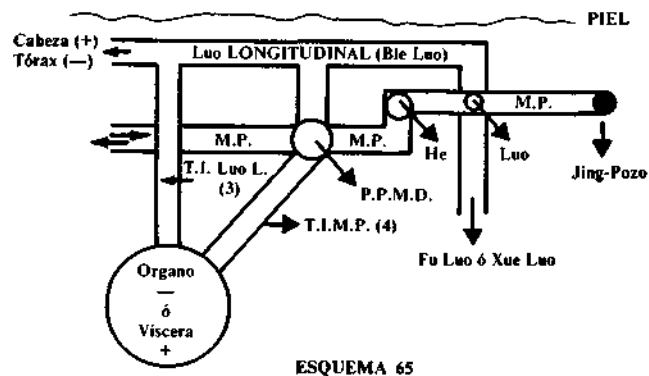 PIEL
Cabeza (+)
Tórax (—)
Luo LONGITUDINAL (Bie Luo)
M.P.
M.P.
M.P.
He
Luo
Jing-Pozo
T.I. Luo L.
(3)
P.P.M.D.
T.I.M.P. (4)
Fu Luo ó Xue Luo
Organo
—
ó
Víscera
+
ESQUEMA 65